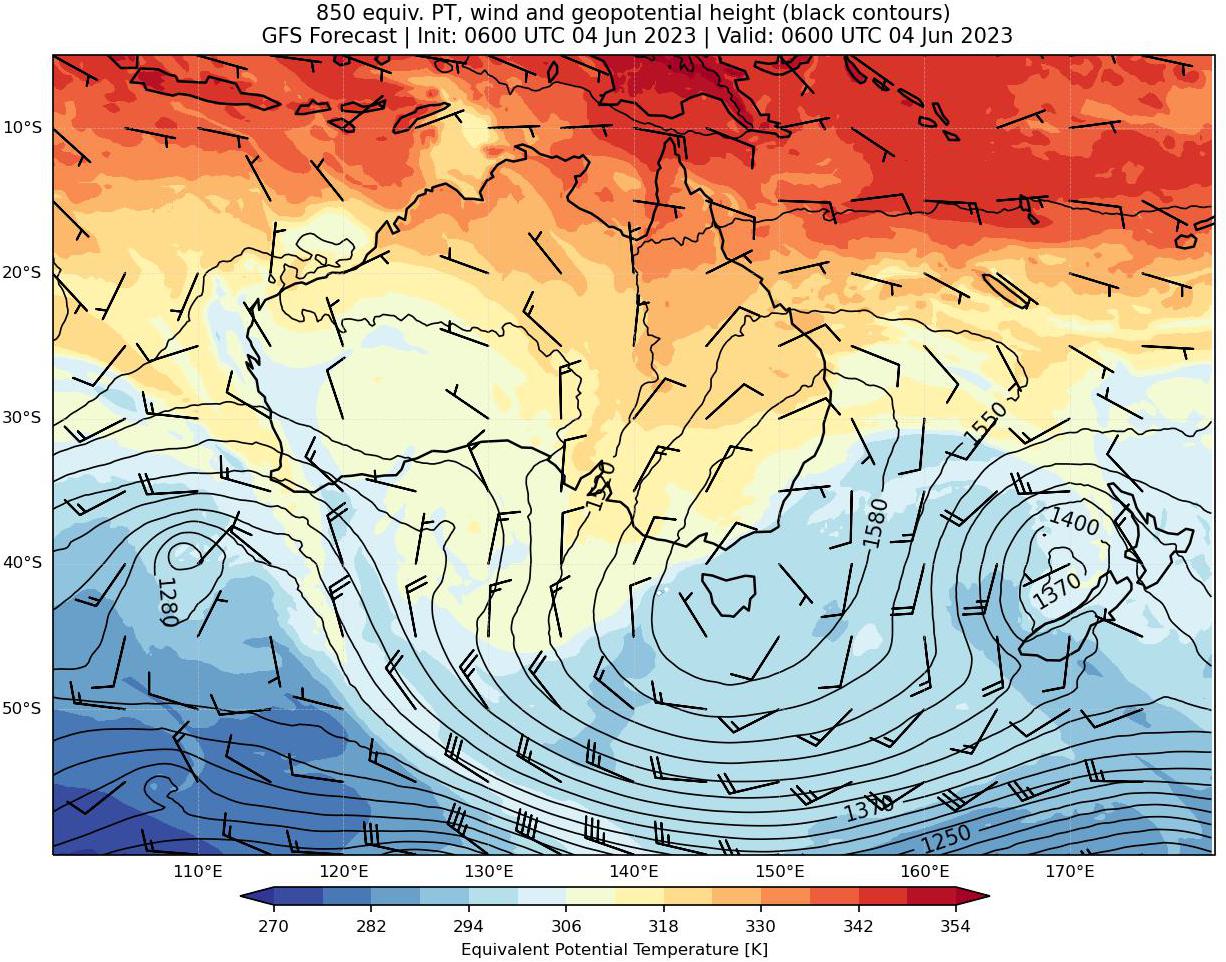 850 equiv. PT, wind and geopotential height (black contours)
GFS Forecast | Init: 0600 UTC 04 Jun 2023 | Valid: 0600 UTC 04 Jun 2023
10°S
20°S
30°S
1550
1580
1400
40°S
1280
1370
50°S
1370
1250
110°E 120°E 130°E 140°E 150°E 160°E 170°E
270 282 294 306 318 330 342 354
Equivalent Potential Temperature [K]